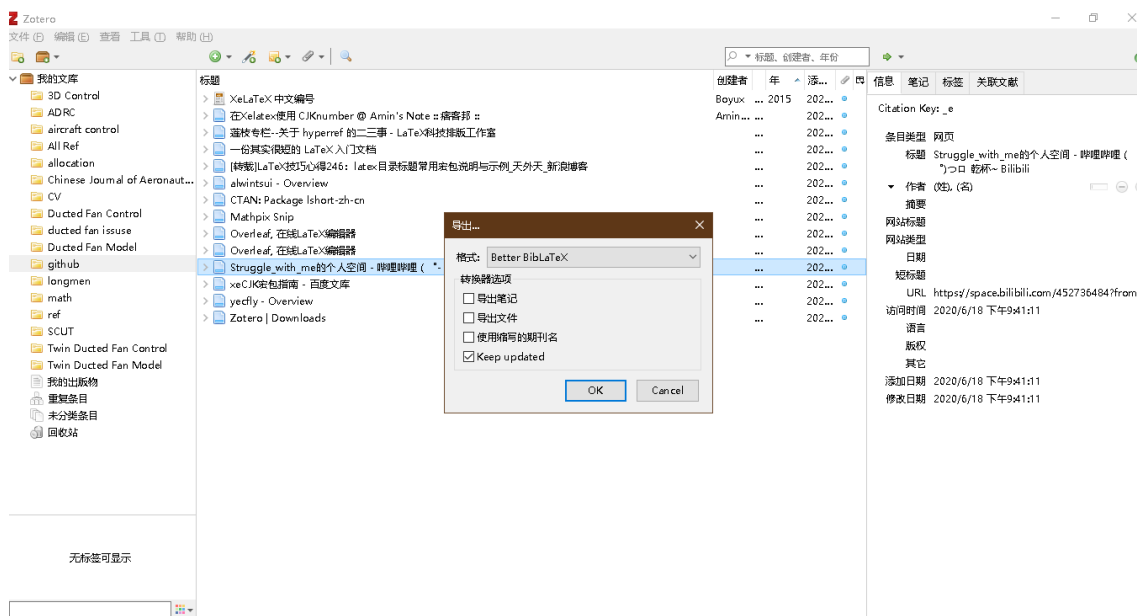 Zotero
文件(F) 编辑(E) 查看 工具(T) 帮助(H)
标题、创建者、年份
我的文库
3D Control
ADRC
aircraft control
All Ref
allocation
Chinese Journal of Aeronaut...
CV
Ducted Fan Control
ducted fan issuse
Ducted Fan Model
github
longmen
math
ref
SCUT
Twin Ducted Fan Control
Twin Ducted Fan Model
我的出版物
重复条目
未分类条目
回收站
无标签可显示
标题 创建者 年 添...
XeLaTeX 中文编号 Boyux ... 2015 202...
在Xelatex使用 CJKnumber @ Amin's Note :: 痞客邦 :: Amin... ... 202...
莲枝专栏--关于 hyperref 的二三事 - LaTeX科技排版工作室 ... 202...
一份其实很短的 LaTeX 入门文档 ... 202...
[转载]LaTeX技巧心得246：latex目录标题常用宏包说明与示例_天外天_新浪博客 ... 202...
alwintsui - Overview ... 202...
CTAN: Package lshort-zh-cn ... 202...
Mathpix Snip ... 202...
Overleaf, 在线LaTeX编辑器 ... 202...
Overleaf, 在线LaTeX编辑器 ... 202...
Struggle_with_me的个人空间 - 哔哩哔哩 ( ゜- ... 202...
xeCJK宏包指南 - 百度文库 ... 202...
yecfly - Overview ... 202...
Zotero | Downloads ... 202...
导出...
格式: Better BibLaTeX
转换器选项
导出笔记
导出文件
使用缩写的期刊名
Keep updated
OK Cancel
信息 笔记 标签 关联文献
Citation Key: _e
条目类型 网页
标题 Struggle_with_me的个人空间 - 哔哩哔哩 (
゜)つロ 乾杯~ Bilibili
作者 (姓), (名)
摘要
网站标题
网站类型
日期
短标题
URL https://space.bilibili.com/452736484?from
访问时间 2020/6/18 下午9:41:11
语言
版权
其它
添加日期 2020/6/18 下午9:41:11
修改日期 2020/6/18 下午9:41:11